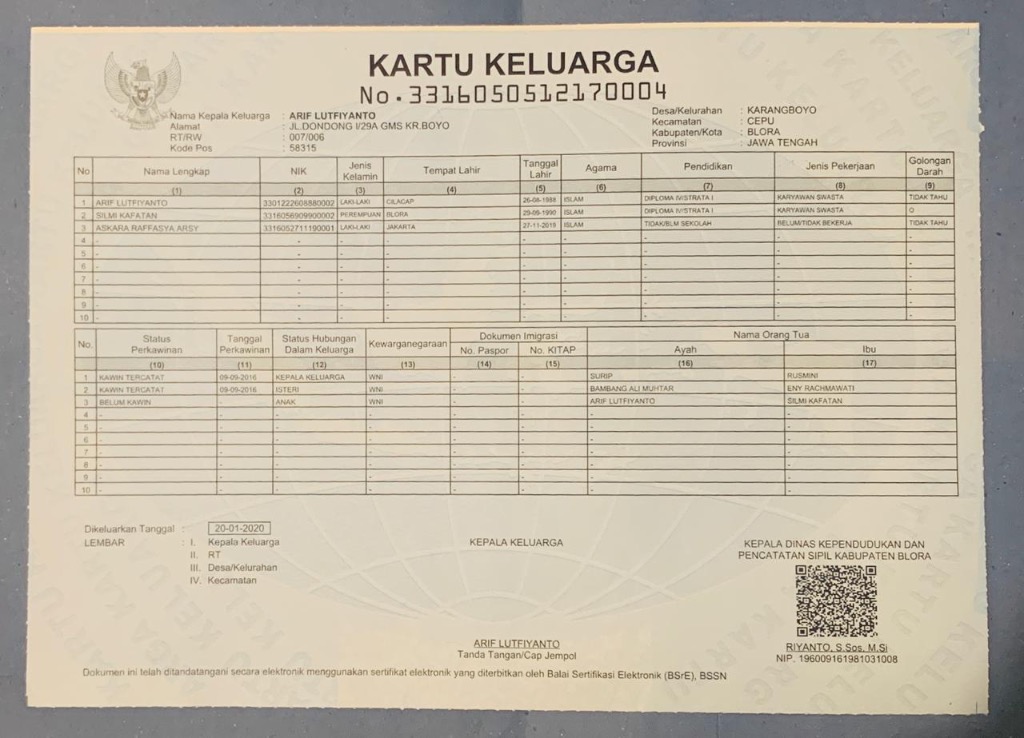 KARTU KELUARGA
No.3316050512170004
Nama Kepala Keluarga : ARIF LUTFIYANTO
Alamat : JL.DONDONG I/29A GMS KR.BOYO
RT/RW : 007/006
Kode Pos : 58315
Desa/Kelurahan : KARANGBOYO
Kecamatan : CEPU
Kabupaten/Kota : BLORA
Provinsi : JAWA TENGAH
No Nama Lengkap NIK Jenis Kelamin Tempat Lahir Tanggal Lahir Agama Pendidikan Jenis Pekerjaan Golongan Darah
(1) (2) (3) (4) (5) (6) (7) (8) (9)
1 ARIF LUTFIYANTO 3301222608880002 LAKI-LAKI CILACAP 26-08-1988 ISLAM DIPLOMA IV/STRATA I KARYAWAN SWASTA TIDAK TAHU
2 SILMI KAFATAN 3316056909900002 PEREMPUAN BLORA 29-09-1990 ISLAM DIPLOMA IV/STRATA I KARYAWAN SWASTA O
3 ASKARA RAFFASYA ARSY 3316052711190001 LAKI-LAKI JAKARTA 27-11-2019 ISLAM TIDAK/BLM SEKOLAH BELUM/TIDAK BEKERJA TIDAK TAHU
4 - - - - - - - - -
5 - - - - - - - - -
6 - - - - - - - - -
7 - - - - - - - - -
8 - - - - - - - - -
9 - - - - - - - - -
10 - - - - - - - - -
No. Status Perkawinan Tanggal Perkawinan Status Hubungan Dalam Keluarga Kewarganegaraan Dokumen Imigrasi Nama Orang Tua
No. Paspor No. KITAP Ayah Ibu
(10) (11) (12) (13) (14) (15) (16) (17)
1 KAWIN TERCATAT 09-09-2016 KEPALA KELUARGA WNI - - SURIP RUSMINI
2 KAWIN TERCATAT 09-09-2016 ISTERI WNI - - BAMBANG ALI MUHTAR ENY RACHMAWATI
3 BELUM KAWIN - ANAK WNI - - ARIF LUTFIYANTO SILMI KAFATAN
4 - - - - - - - -
5 - - - - - - - -
6 - - - - - - - -
7 - - - - - - - -
8 - - - - - - - -
9 - - - - - - - -
10 - - - - - - - -
Dikeluarkan Tanggal : 20-01-2020
LEMBAR : I. Kepala Keluarga
II. RT
III. Desa/Kelurahan
IV. Kecamatan
KEPALA KELUARGA
ARIF LUTFIYANTO
Tanda Tangan/Cap Jempol
KEPALA DINAS KEPENDUDUKAN DAN
PENCATATAN SIPIL KABUPATEN BLORA
RIYANTO, S.Sos, M.Si
NIP. 196009161981031008
Dokumen ini telah ditandatangani secara elektronik menggunakan sertifikat elektronik yang diterbitkan oleh Balai Sertifikasi Elektronik (BSrE), BSSN